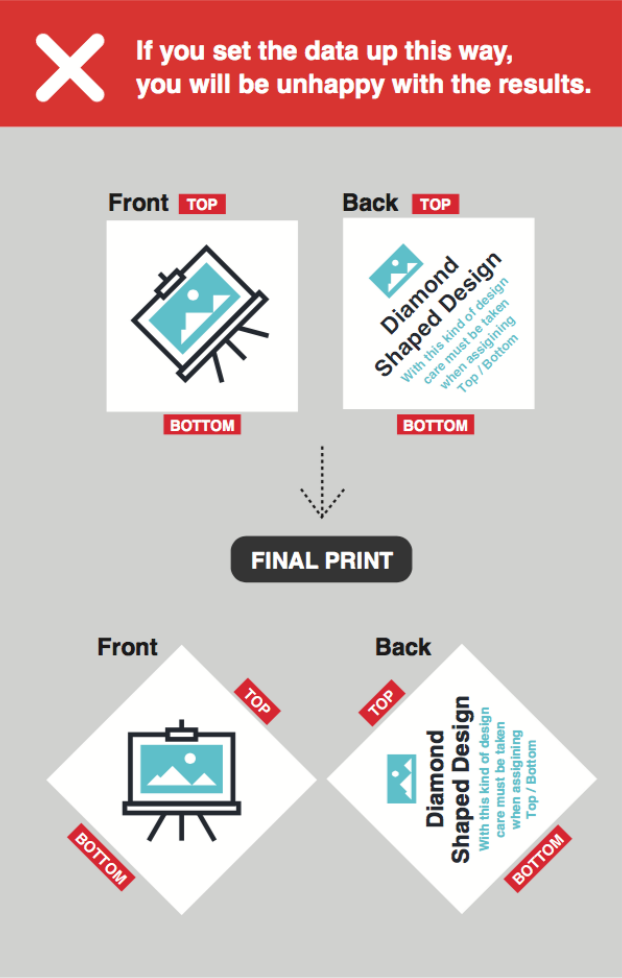 If you set the data up this way,
you will be unhappy with the results.
Front TOP
Back TOP
Diamond
Shaped Design
With this kind of design
care must be taken
when assigining
Top / Bottom
BOTTOM
BOTTOM
FINAL PRINT
Front
Back
TOP
TOP
Diamond
Shaped Design
With this kind of design
care must be taken
when assigining
Top / Bottom
BOTTOM
BOTTOM